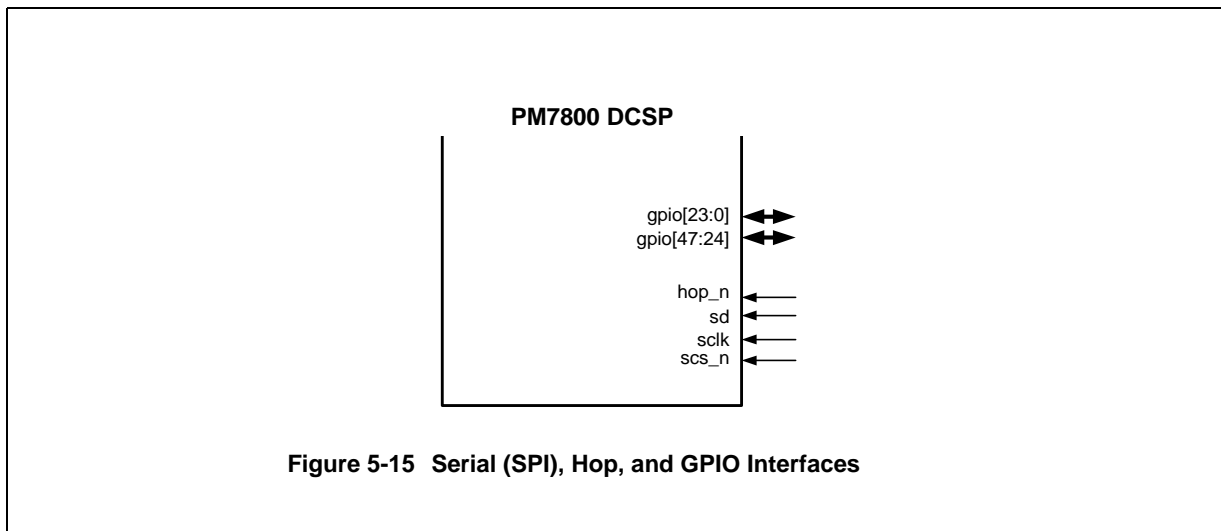 PM7800 DCSP
gpio[23:0]
gpio[47:24]
hop_n
sd
sclk
scs_n
Figure 5-15 Serial (SPI), Hop, and GPIO Interfaces